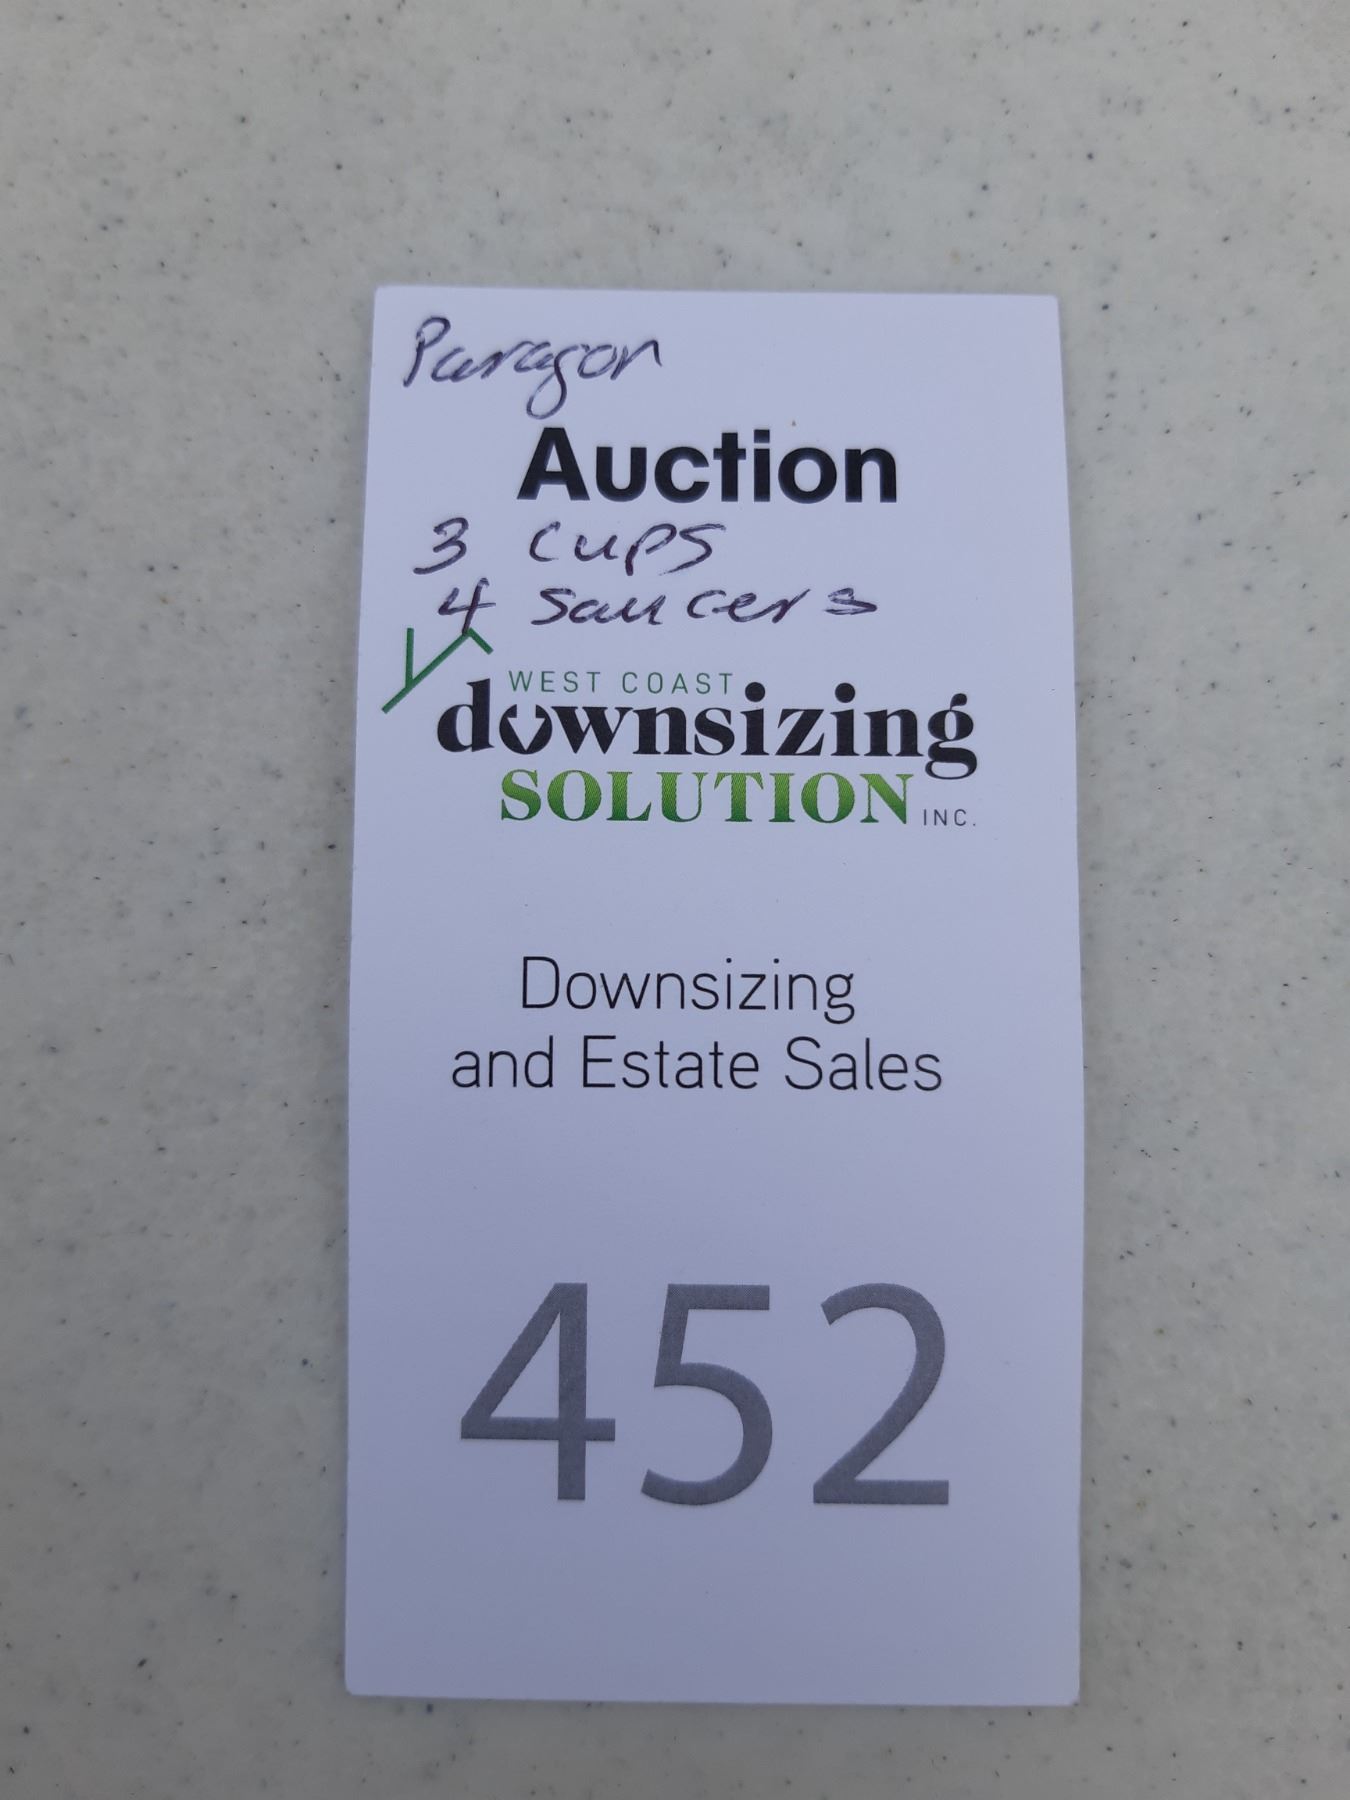 Paragon
Auction
3 cups
4 saucers
WEST COAST
downsizing
SOLUTION INC.
Downsizing
and Estate Sales
452